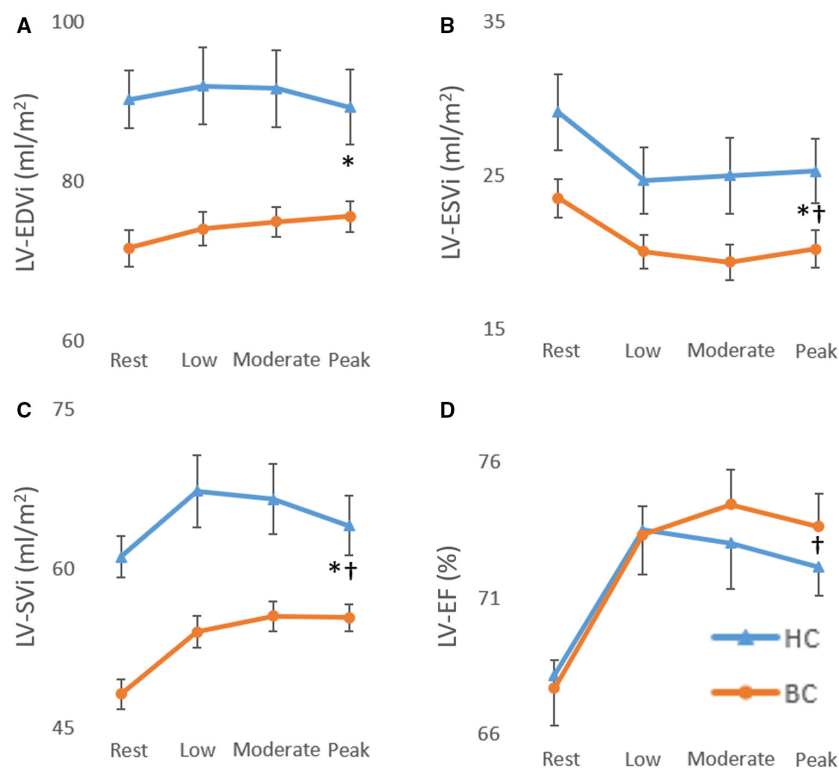 A
LV-EDVi (ml/m²)
100
80
60
*
Rest Low Moderate Peak
B
LV-ESVi (ml/m²)
35
25
15
*†
Rest Low Moderate Peak
C
LV-SVi (ml/m²)
75
60
45
*†
Rest Low Moderate Peak
D
LV-EF (%)
76
71
66
†
HC
BC
Rest Low Moderate Peak